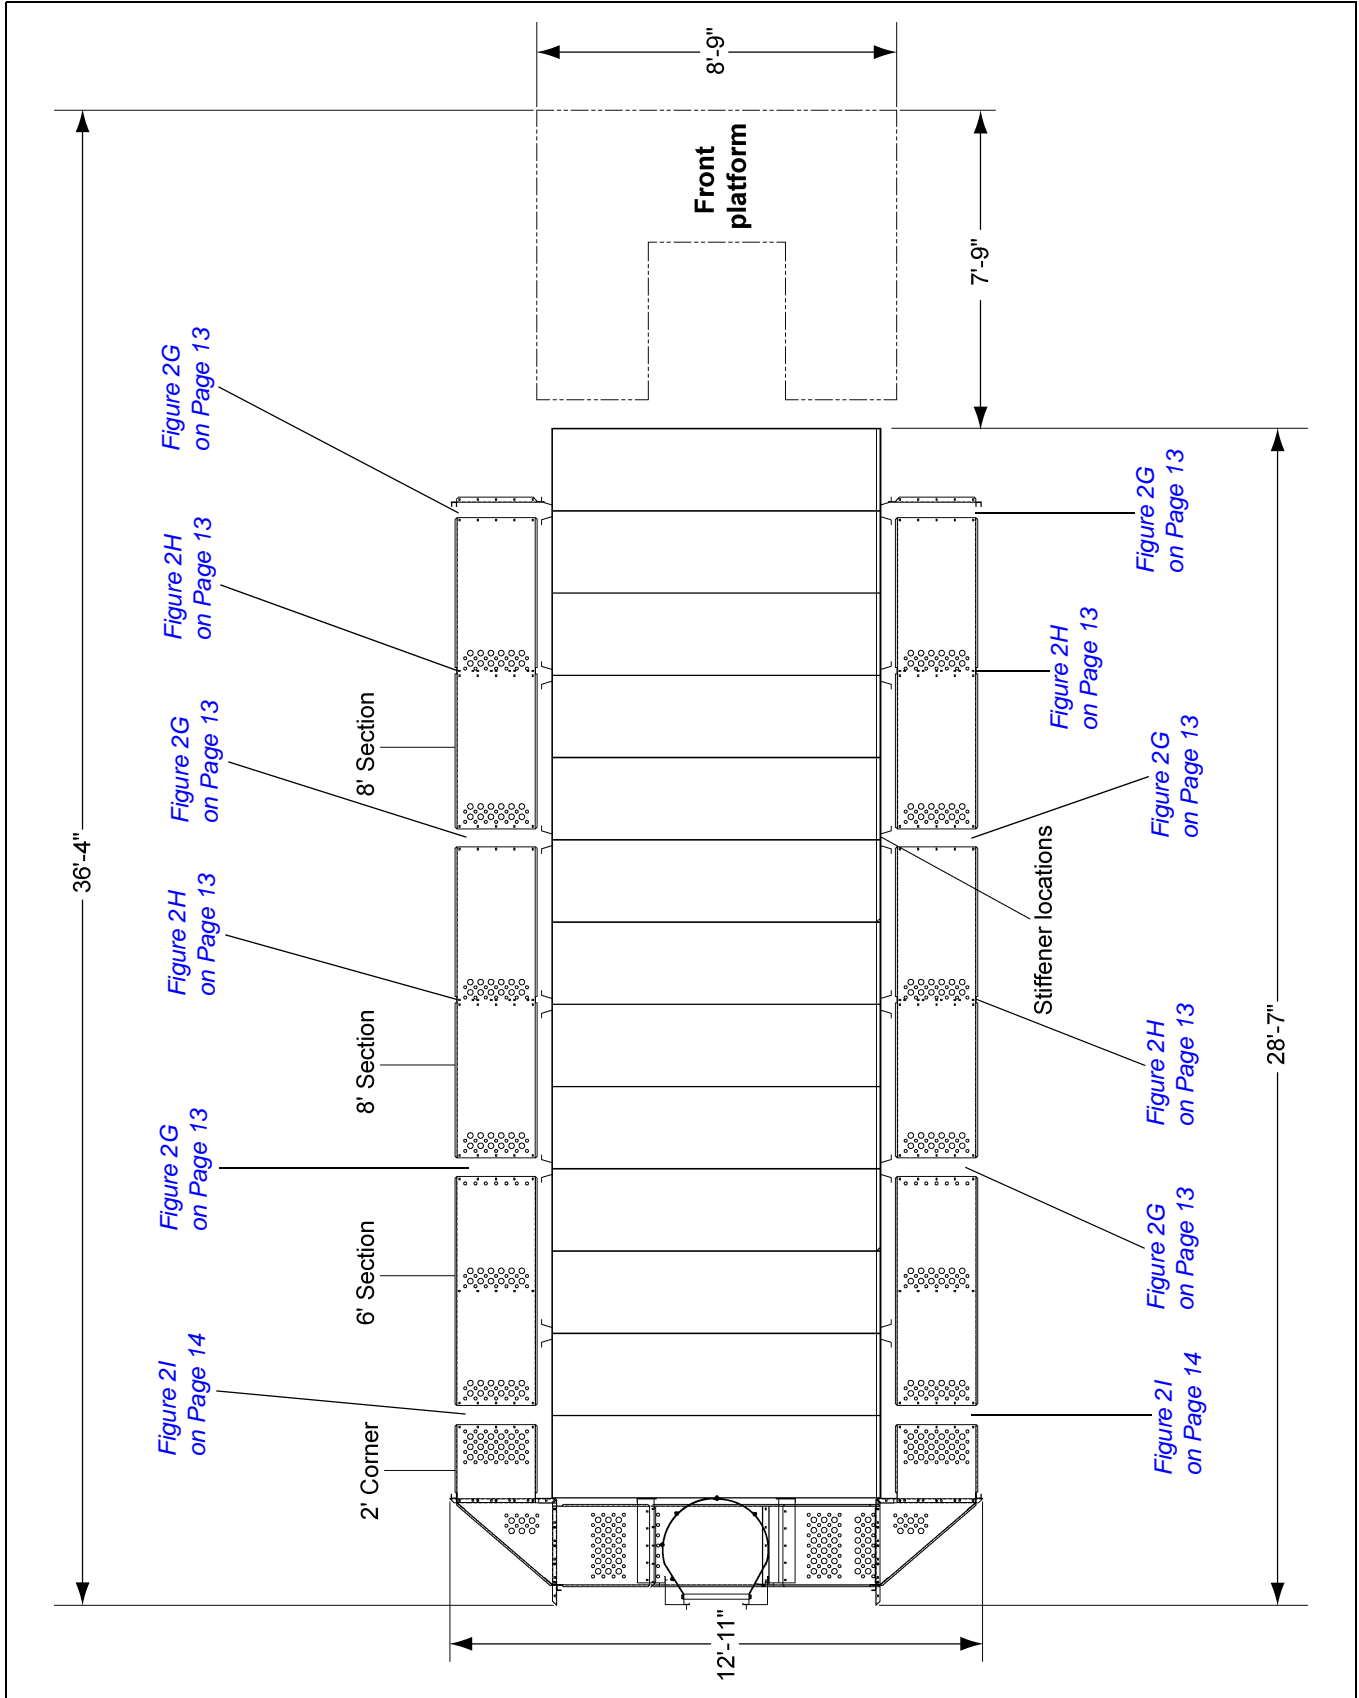 8'-9"
Front
platform
36'-4"
7'-9"
Figure 2G
on Page 13
Figure 2H
on Page 13
8' Section
Figure 2G
on Page 13
Figure 2H
on Page 13
8' Section
Figure 2G
on Page 13
6' Section
Figure 2I
on Page 14
2' Corner
Figure 2G
on Page 13
Figure 2H
on Page 13
Figure 2G
on Page 13
Stiffener locations
Figure 2H
on Page 13
28'-7"
Figure 2G
on Page 13
Figure 2I
on Page 14
12'-11"